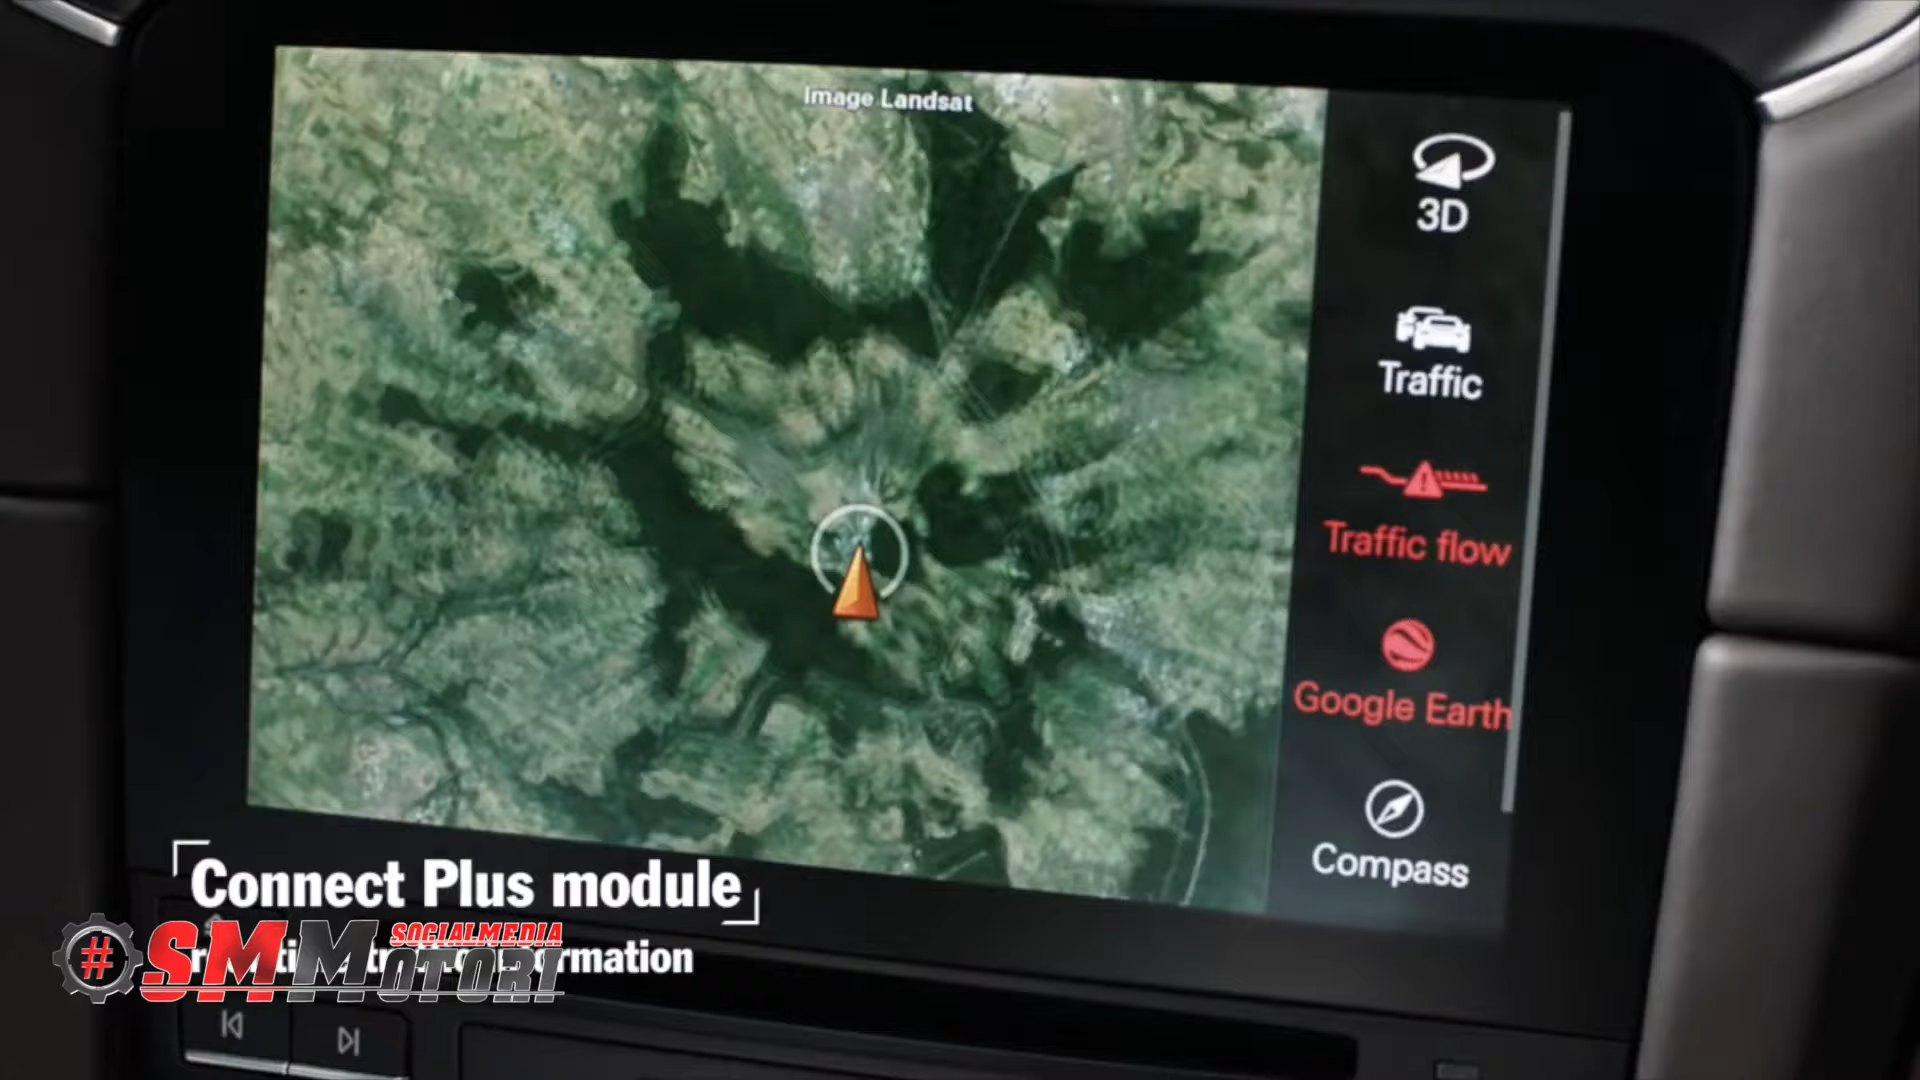 Image Landsat
3D
Traffic
Traffic flow
Google Earth
Compass
Connect Plus module
# SMMOTORI
SOCIALMEDIA